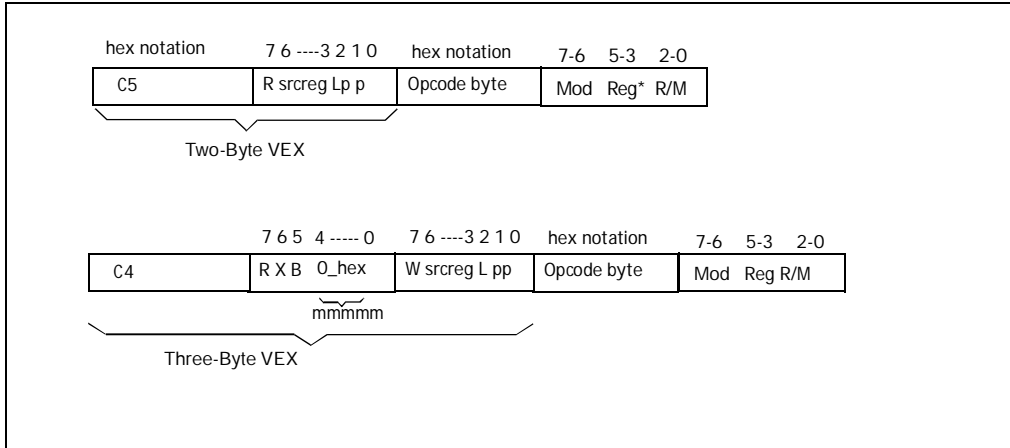 hex notation 7 6 ----3 2 1 0 hex notation 7-6 5-3 2-0
C5 R srcreg Lp p Opcode byte Mod Reg* R/M
Two-Byte VEX
7 6 5 4 ----- 0 7 6 ----3 2 1 0 hex notation 7-6 5-3 2-0
C4 R X B 0_hex W srcreg L pp Opcode byte Mod Reg R/M
mmmmm
Three-Byte VEX